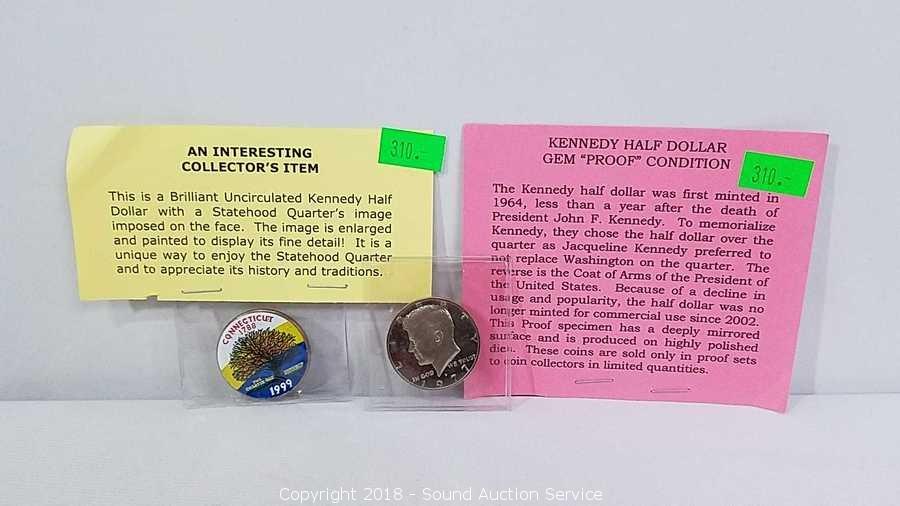 AN INTERESTING
COLLECTOR'S ITEM
310.-
This is a Brilliant Uncirculated Kennedy Half
Dollar with a Statehood Quarter's image
imposed on the face. The image is enlarged
and painted to display its fine detail! It is a
unique way to enjoy the Statehood Quarter
and to appreciate its history and traditions.
KENNEDY HALF DOLLAR
GEM "PROOF" CONDITION
310.-
The Kennedy half dollar was first minted in
1964, less than a year after the death of
President John F. Kennedy. To memorialize
Kennedy, they chose the half dollar over the
quarter as Jacqueline Kennedy preferred to
not replace Washington on the quarter. The
reverse is the Coat of Arms of the President of
the United States. Because of a decline in
usage and popularity, the half dollar was no
longer minted for commercial use since 2002.
This Proof specimen has a deeply mirrored
surface and is produced on highly polished
dies. These coins are sold only in proof sets
to coin collectors in limited quantities.
CONNECTICUT
1788
THE
CHARTER OAK
1999
IN GOD WE TRUST
1977
Copyright 2018 - Sound Auction Service